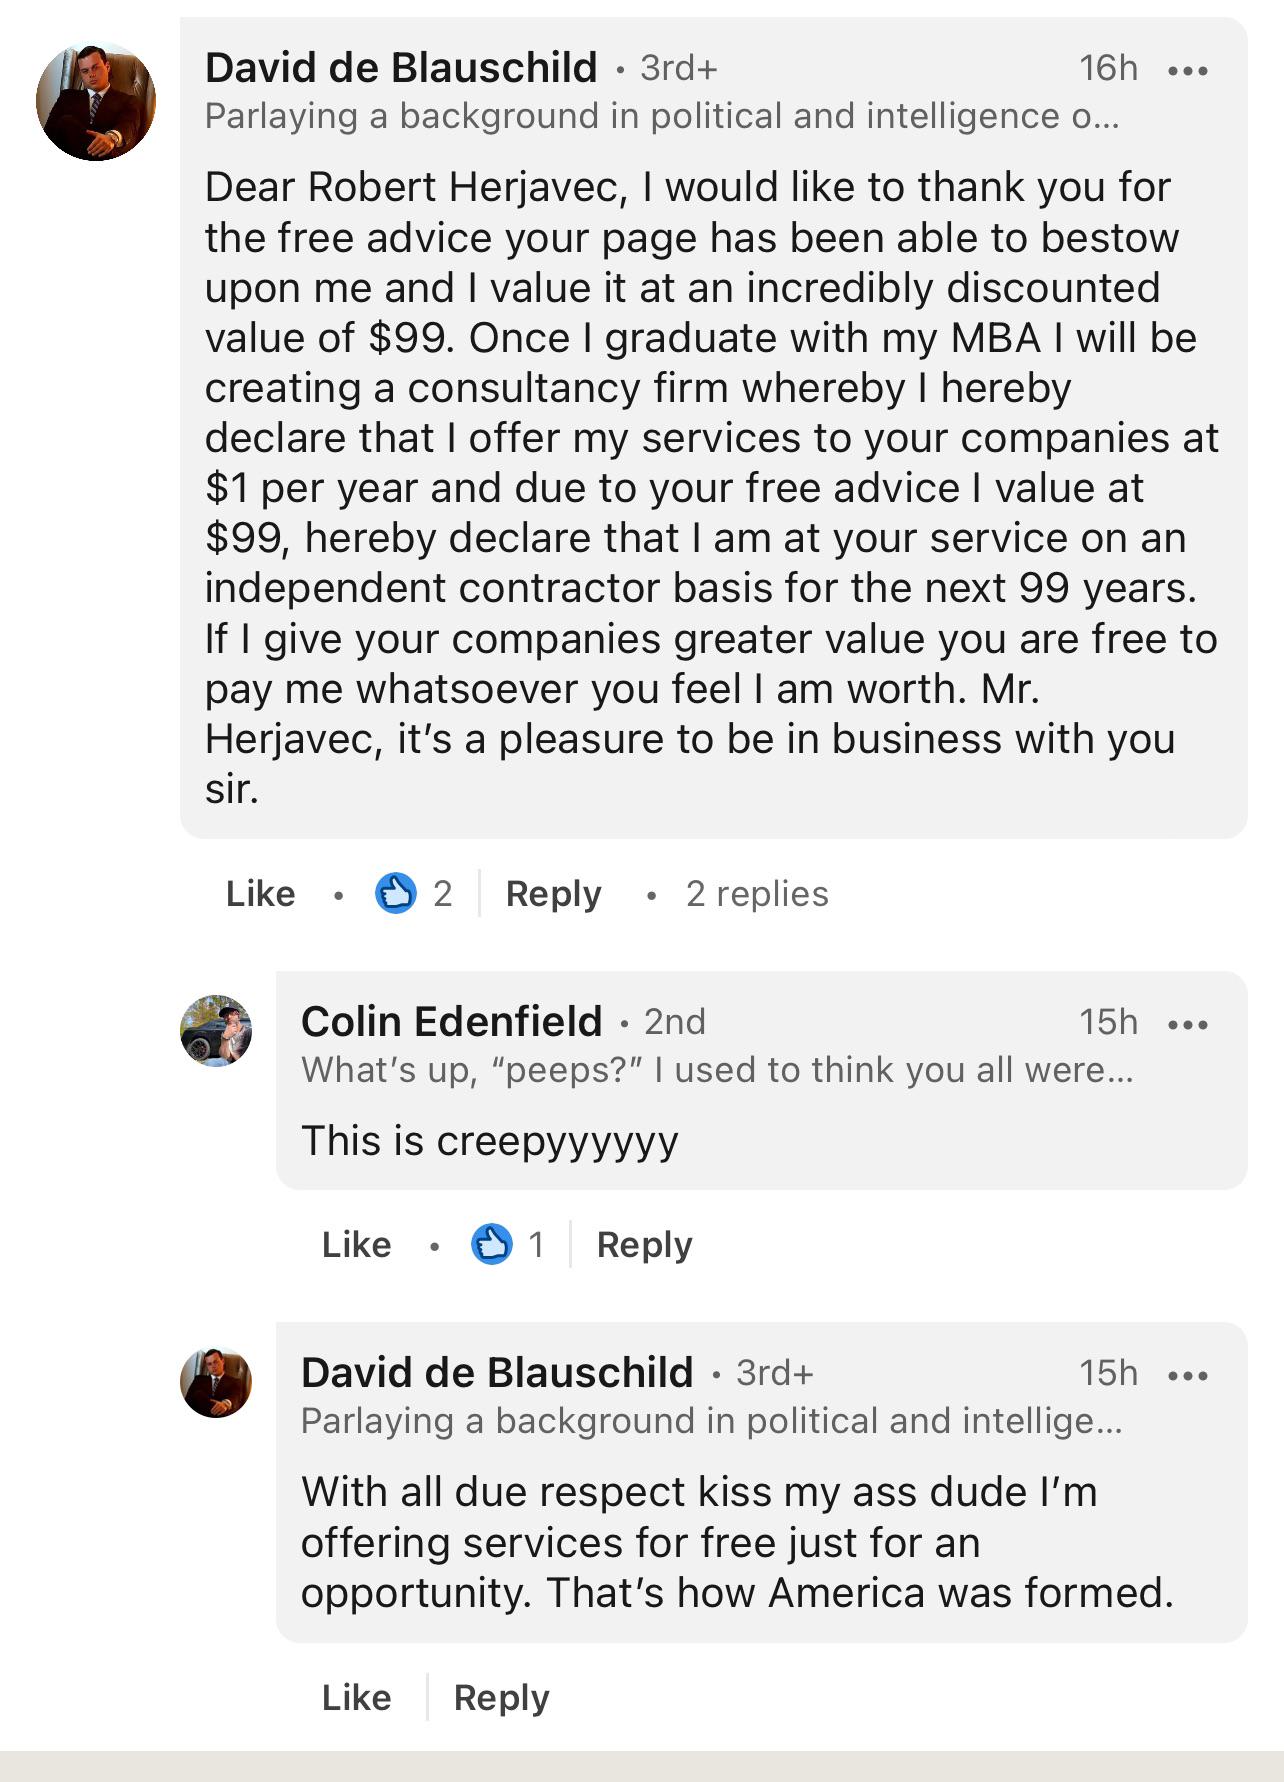 David de Blauschild • 3rd+ 16h •••
Parlaying a background in political and intelligence o...
Dear Robert Herjavec, I would like to thank you for
the free advice your page has been able to bestow
upon me and I value it at an incredibly discounted
value of $99. Once I graduate with my MBA I will be
creating a consultancy firm whereby I hereby
declare that I offer my services to your companies at
$1 per year and due to your free advice I value at
$99, hereby declare that I am at your service on an
independent contractor basis for the next 99 years.
If I give your companies greater value you are free to
pay me whatsoever you feel I am worth. Mr.
Herjavec, it’s a pleasure to be in business with you
sir.
Like • 2 Reply • 2 replies
Colin Edenfield • 2nd 15h •••
What’s up, “peeps?” I used to think you all were...
This is creepyyyyyy
Like • 1 Reply
David de Blauschild • 3rd+ 15h •••
Parlaying a background in political and intellige...
With all due respect kiss my ass dude I’m
offering services for free just for an
opportunity. That’s how America was formed.
Like Reply